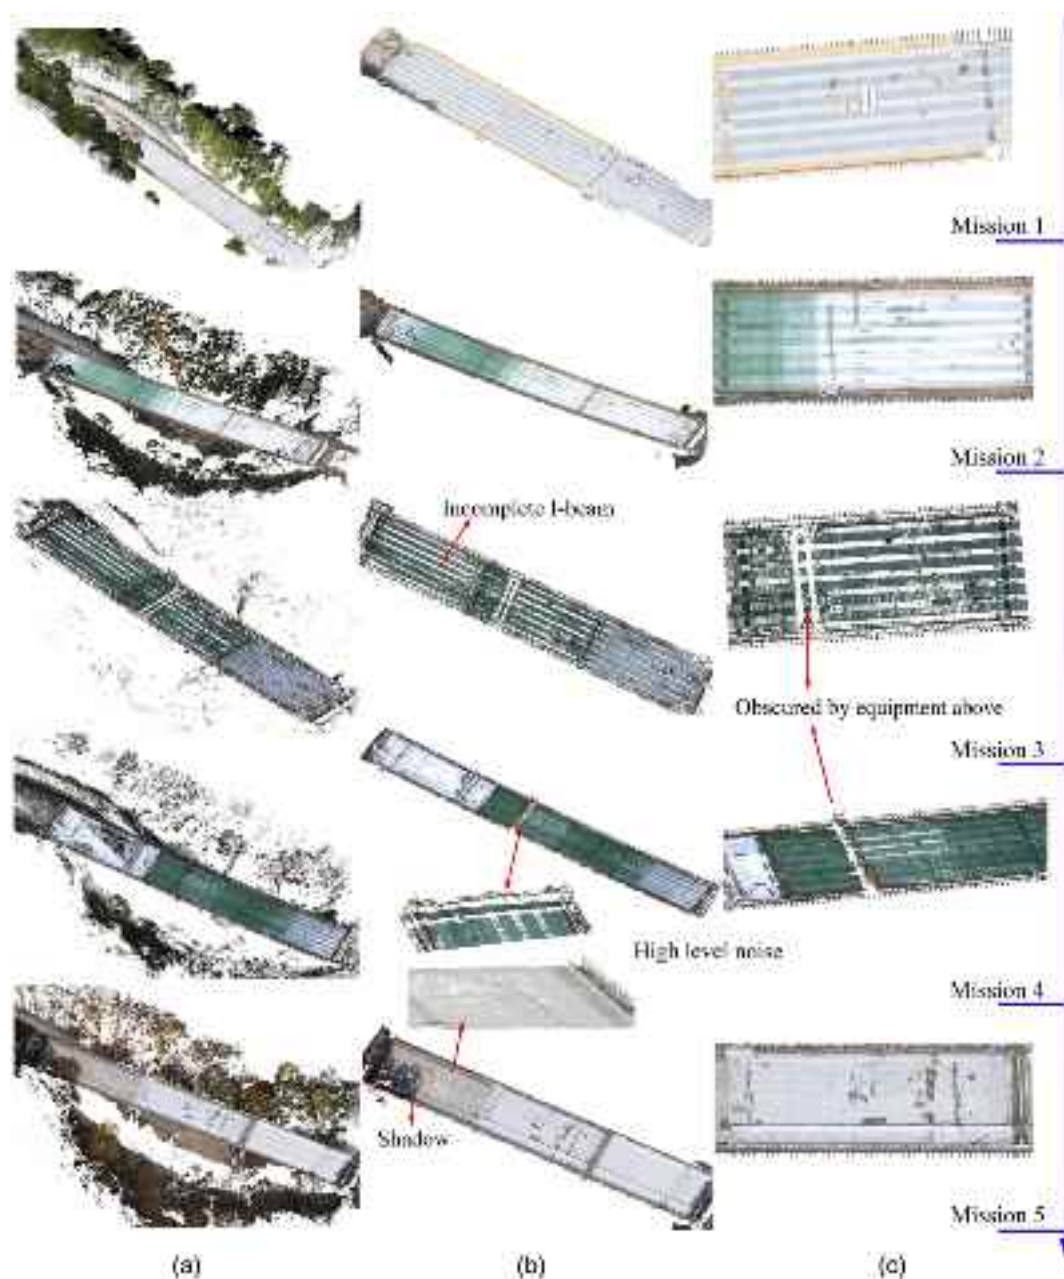 Mission 1
Mission 2
Incomplete I-beam
Obscured by equipment above
Mission 3
High level noise
Mission 4
Shadow
Mission 5
(a)
(b)
(c)